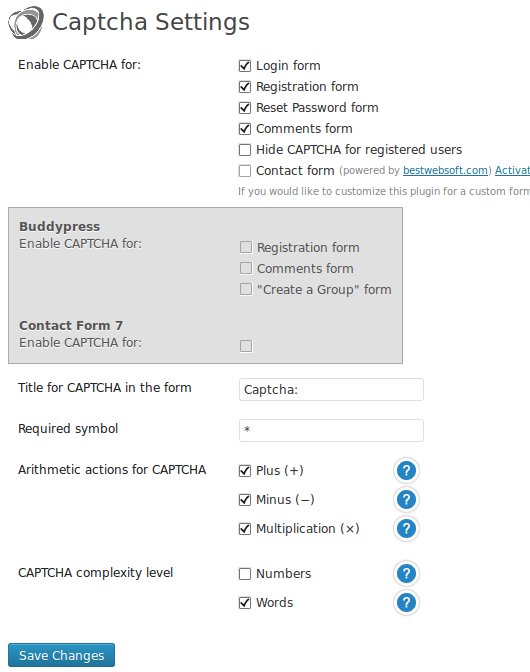 Captcha Settings
Enable CAPTCHA for:
Login form
Registration form
Reset Password form
Comments form
Hide CAPTCHA for registered users
Contact form (powered by bestwebsoft.com) Activat
If you would like to customize this plugin for a custom form
Buddypress
Enable CAPTCHA for:
Registration form
Comments form
"Create a Group" form
Contact Form 7
Enable CAPTCHA for:
Title for CAPTCHA in the form Captcha:
Required symbol *
Arithmetic actions for CAPTCHA Plus (+) ?
Minus (−) ?
Multiplication (×) ?
CAPTCHA complexity level Numbers ?
Words ?
Save Changes